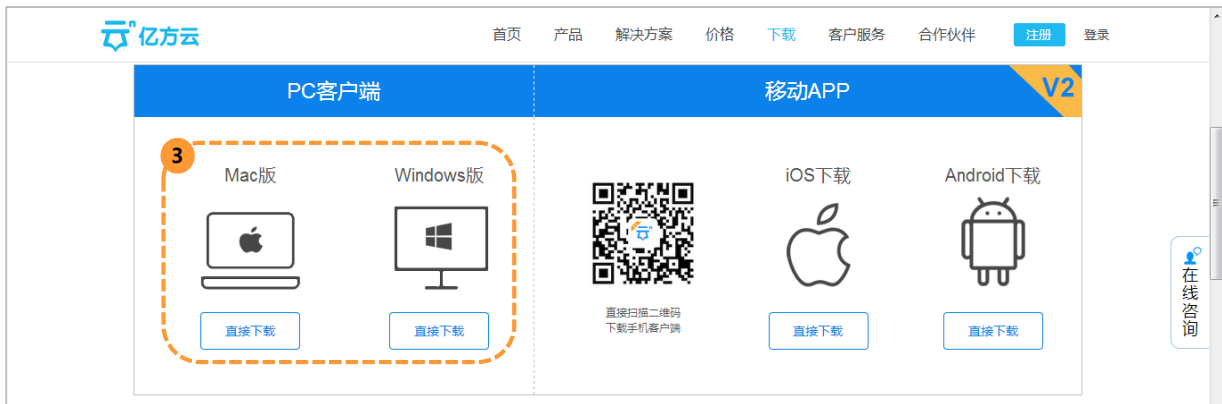 云n 亿方云
首页 产品 解决方案 价格 下载 客户服务 合作伙伴 注册 登录
PC客户端
移动APP
V2
3
Mac版
Windows版
iOS下载
Android下载
云n
直接扫描二维码
下载手机客户端
直接下载
直接下载
直接下载
直接下载
在线咨询